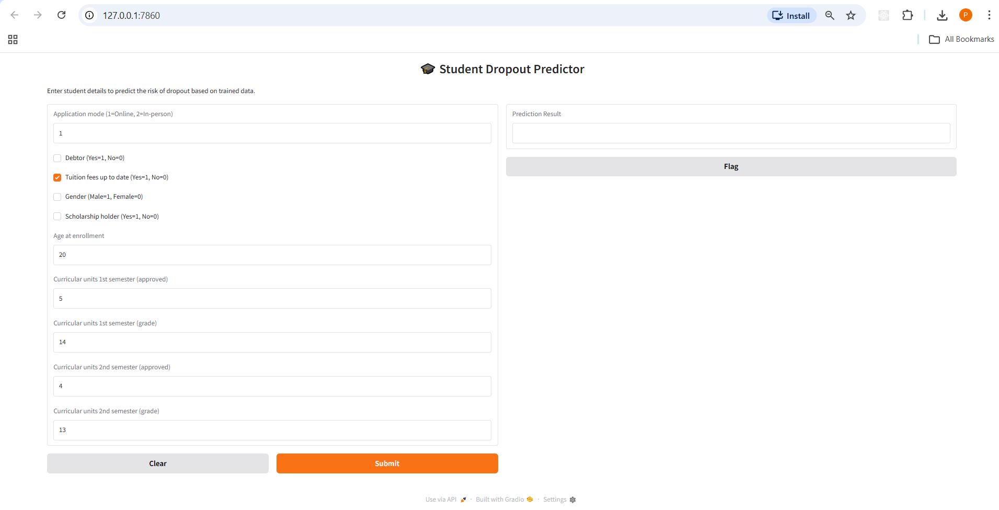 127.0.0.1:7860
Install
P
All Bookmarks
Student Dropout Predictor
Enter student details to predict the risk of dropout based on trained data.
Application mode (1=Online, 2=In-person)
1
Debtor (Yes=1, No=0)
Tuition fees up to date (Yes=1, No=0)
Gender (Male=1, Female=0)
Scholarship holder (Yes=1, No=0)
Age at enrollment
20
Curricular units 1st semester (approved)
5
Curricular units 1st semester (grade)
14
Curricular units 2nd semester (approved)
4
Curricular units 2nd semester (grade)
13
Clear
Submit
Prediction Result
Flag
Use via API · Built with Gradio · Settings